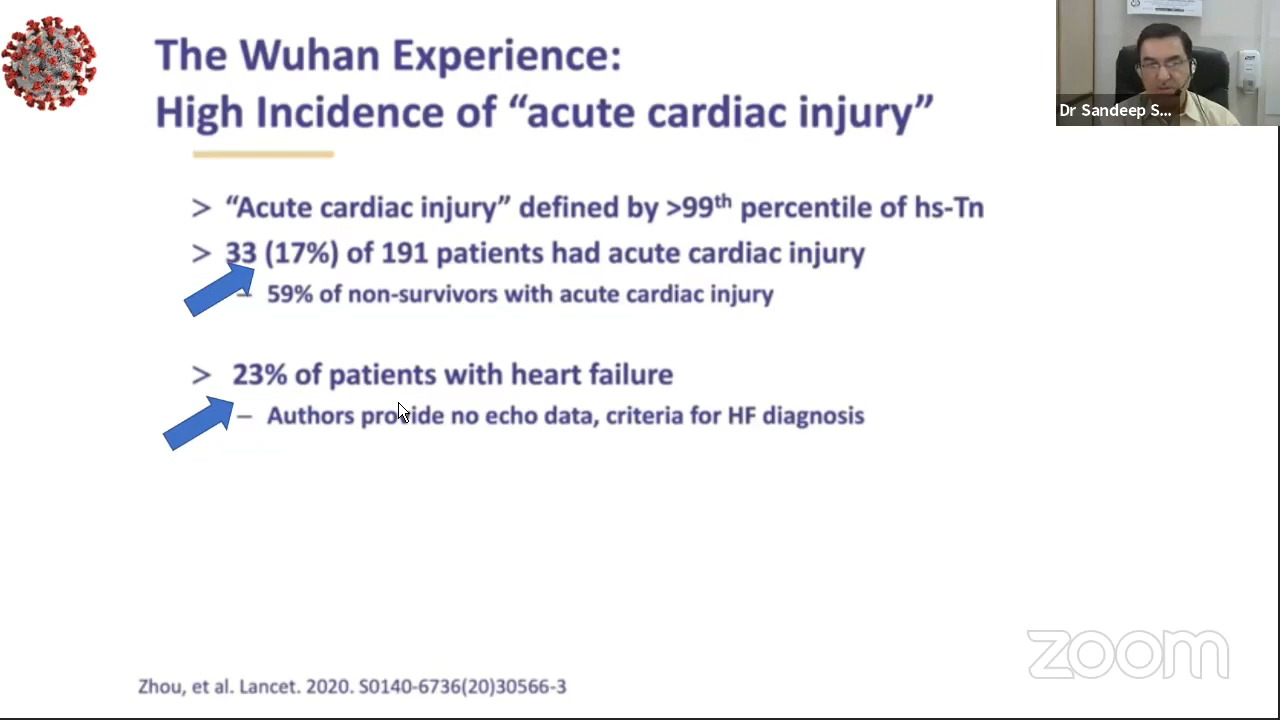 The Wuhan Experience:
High Incidence of “acute cardiac injury”
Dr Sandeep S...
> “Acute cardiac injury” defined by >99th percentile of hs-Tn
> 33 (17%) of 191 patients had acute cardiac injury
– 59% of non-survivors with acute cardiac injury
> 23% of patients with heart failure
– Authors provide no echo data, criteria for HF diagnosis
zoom
Zhou, et al. Lancet. 2020. S0140-6736(20)30566-3